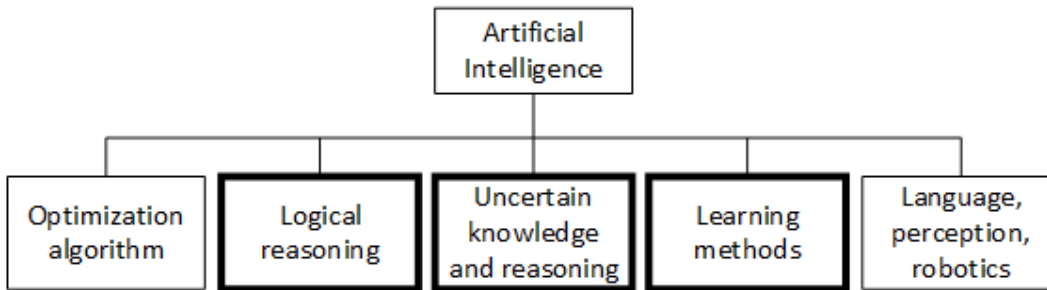 Artificial
Intelligence
Optimization
algorithm
Logical
reasoning
Uncertain
knowledge
and reasoning
Learning
methods
Language,
perception,
robotics